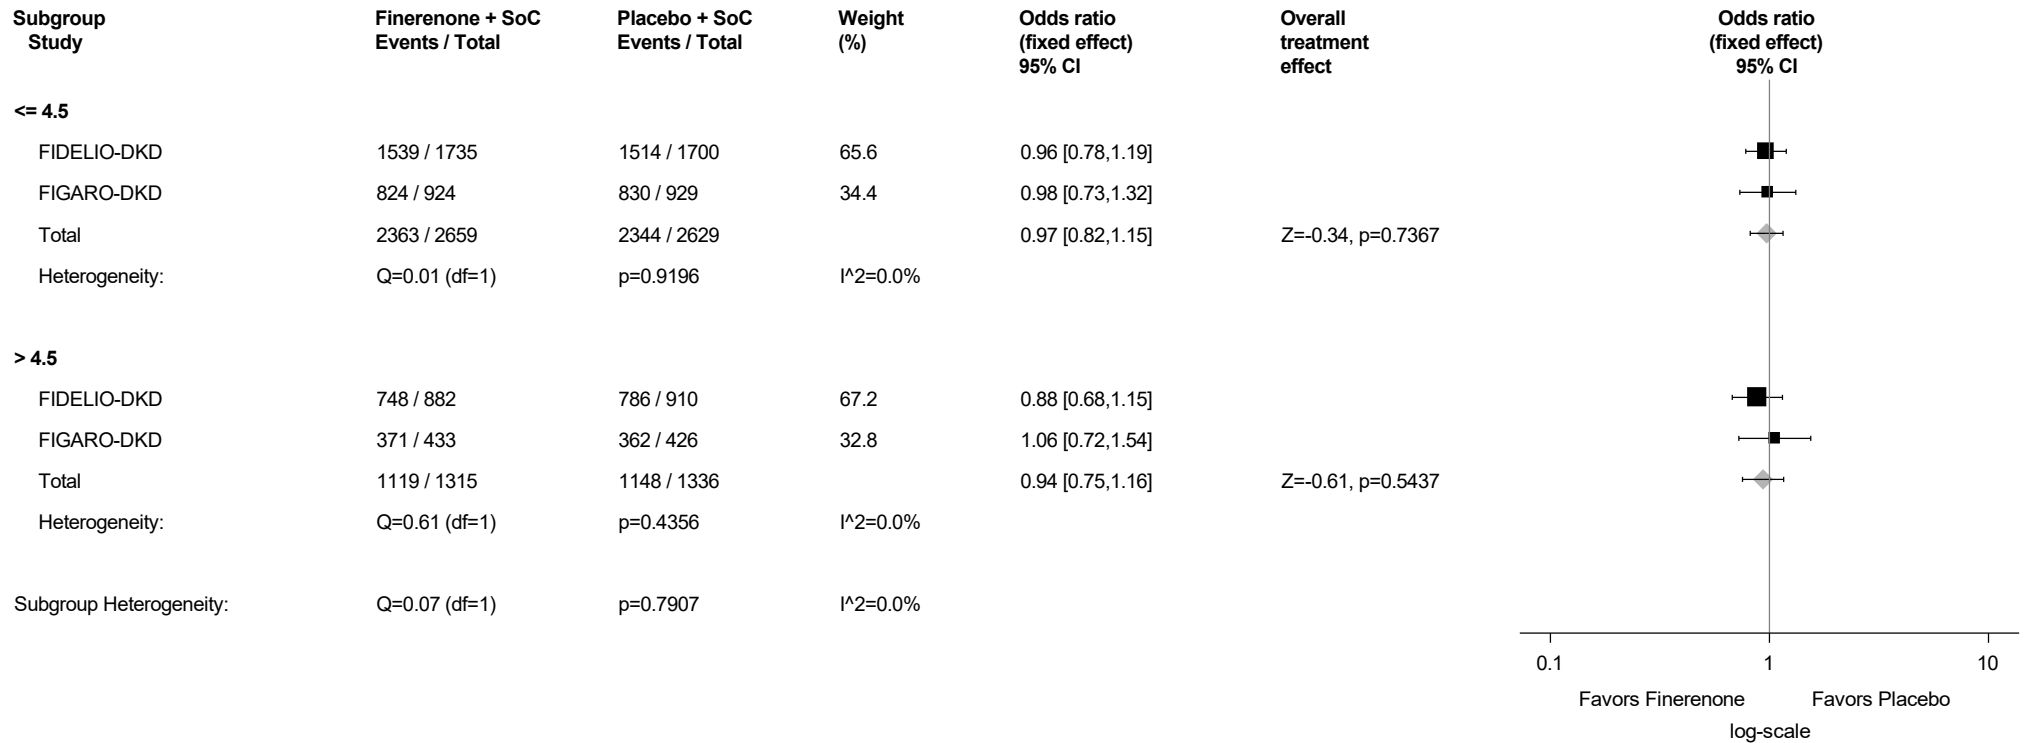 Subgroup Finerenone + SoC Placebo + SoC Weight Odds ratio Overall Odds ratio
Study Events / Total Events / Total (%) (fixed effect) treatment (fixed effect)
95% CI effect 95% CI
<= 4.5
FIDELIO-DKD 1539 / 1735 1514 / 1700 65.6 0.96 [0.78,1.19]
FIGARO-DKD 824 / 924 830 / 929 34.4 0.98 [0.73,1.32]
Total 2363 / 2659 2344 / 2629 0.97 [0.82,1.15] Z=-0.34, p=0.7367
Heterogeneity: Q=0.01 (df=1) p=0.9196 I^2=0.0%
> 4.5
FIDELIO-DKD 748 / 882 786 / 910 67.2 0.88 [0.68,1.15]
FIGARO-DKD 371 / 433 362 / 426 32.8 1.06 [0.72,1.54]
Total 1119 / 1315 1148 / 1336 0.94 [0.75,1.16] Z=-0.61, p=0.5437
Heterogeneity: Q=0.61 (df=1) p=0.4356 I^2=0.0%
Subgroup Heterogeneity: Q=0.07 (df=1) p=0.7907 I^2=0.0%
0.1 1 10
Favors Finerenone Favors Placebo
log-scale